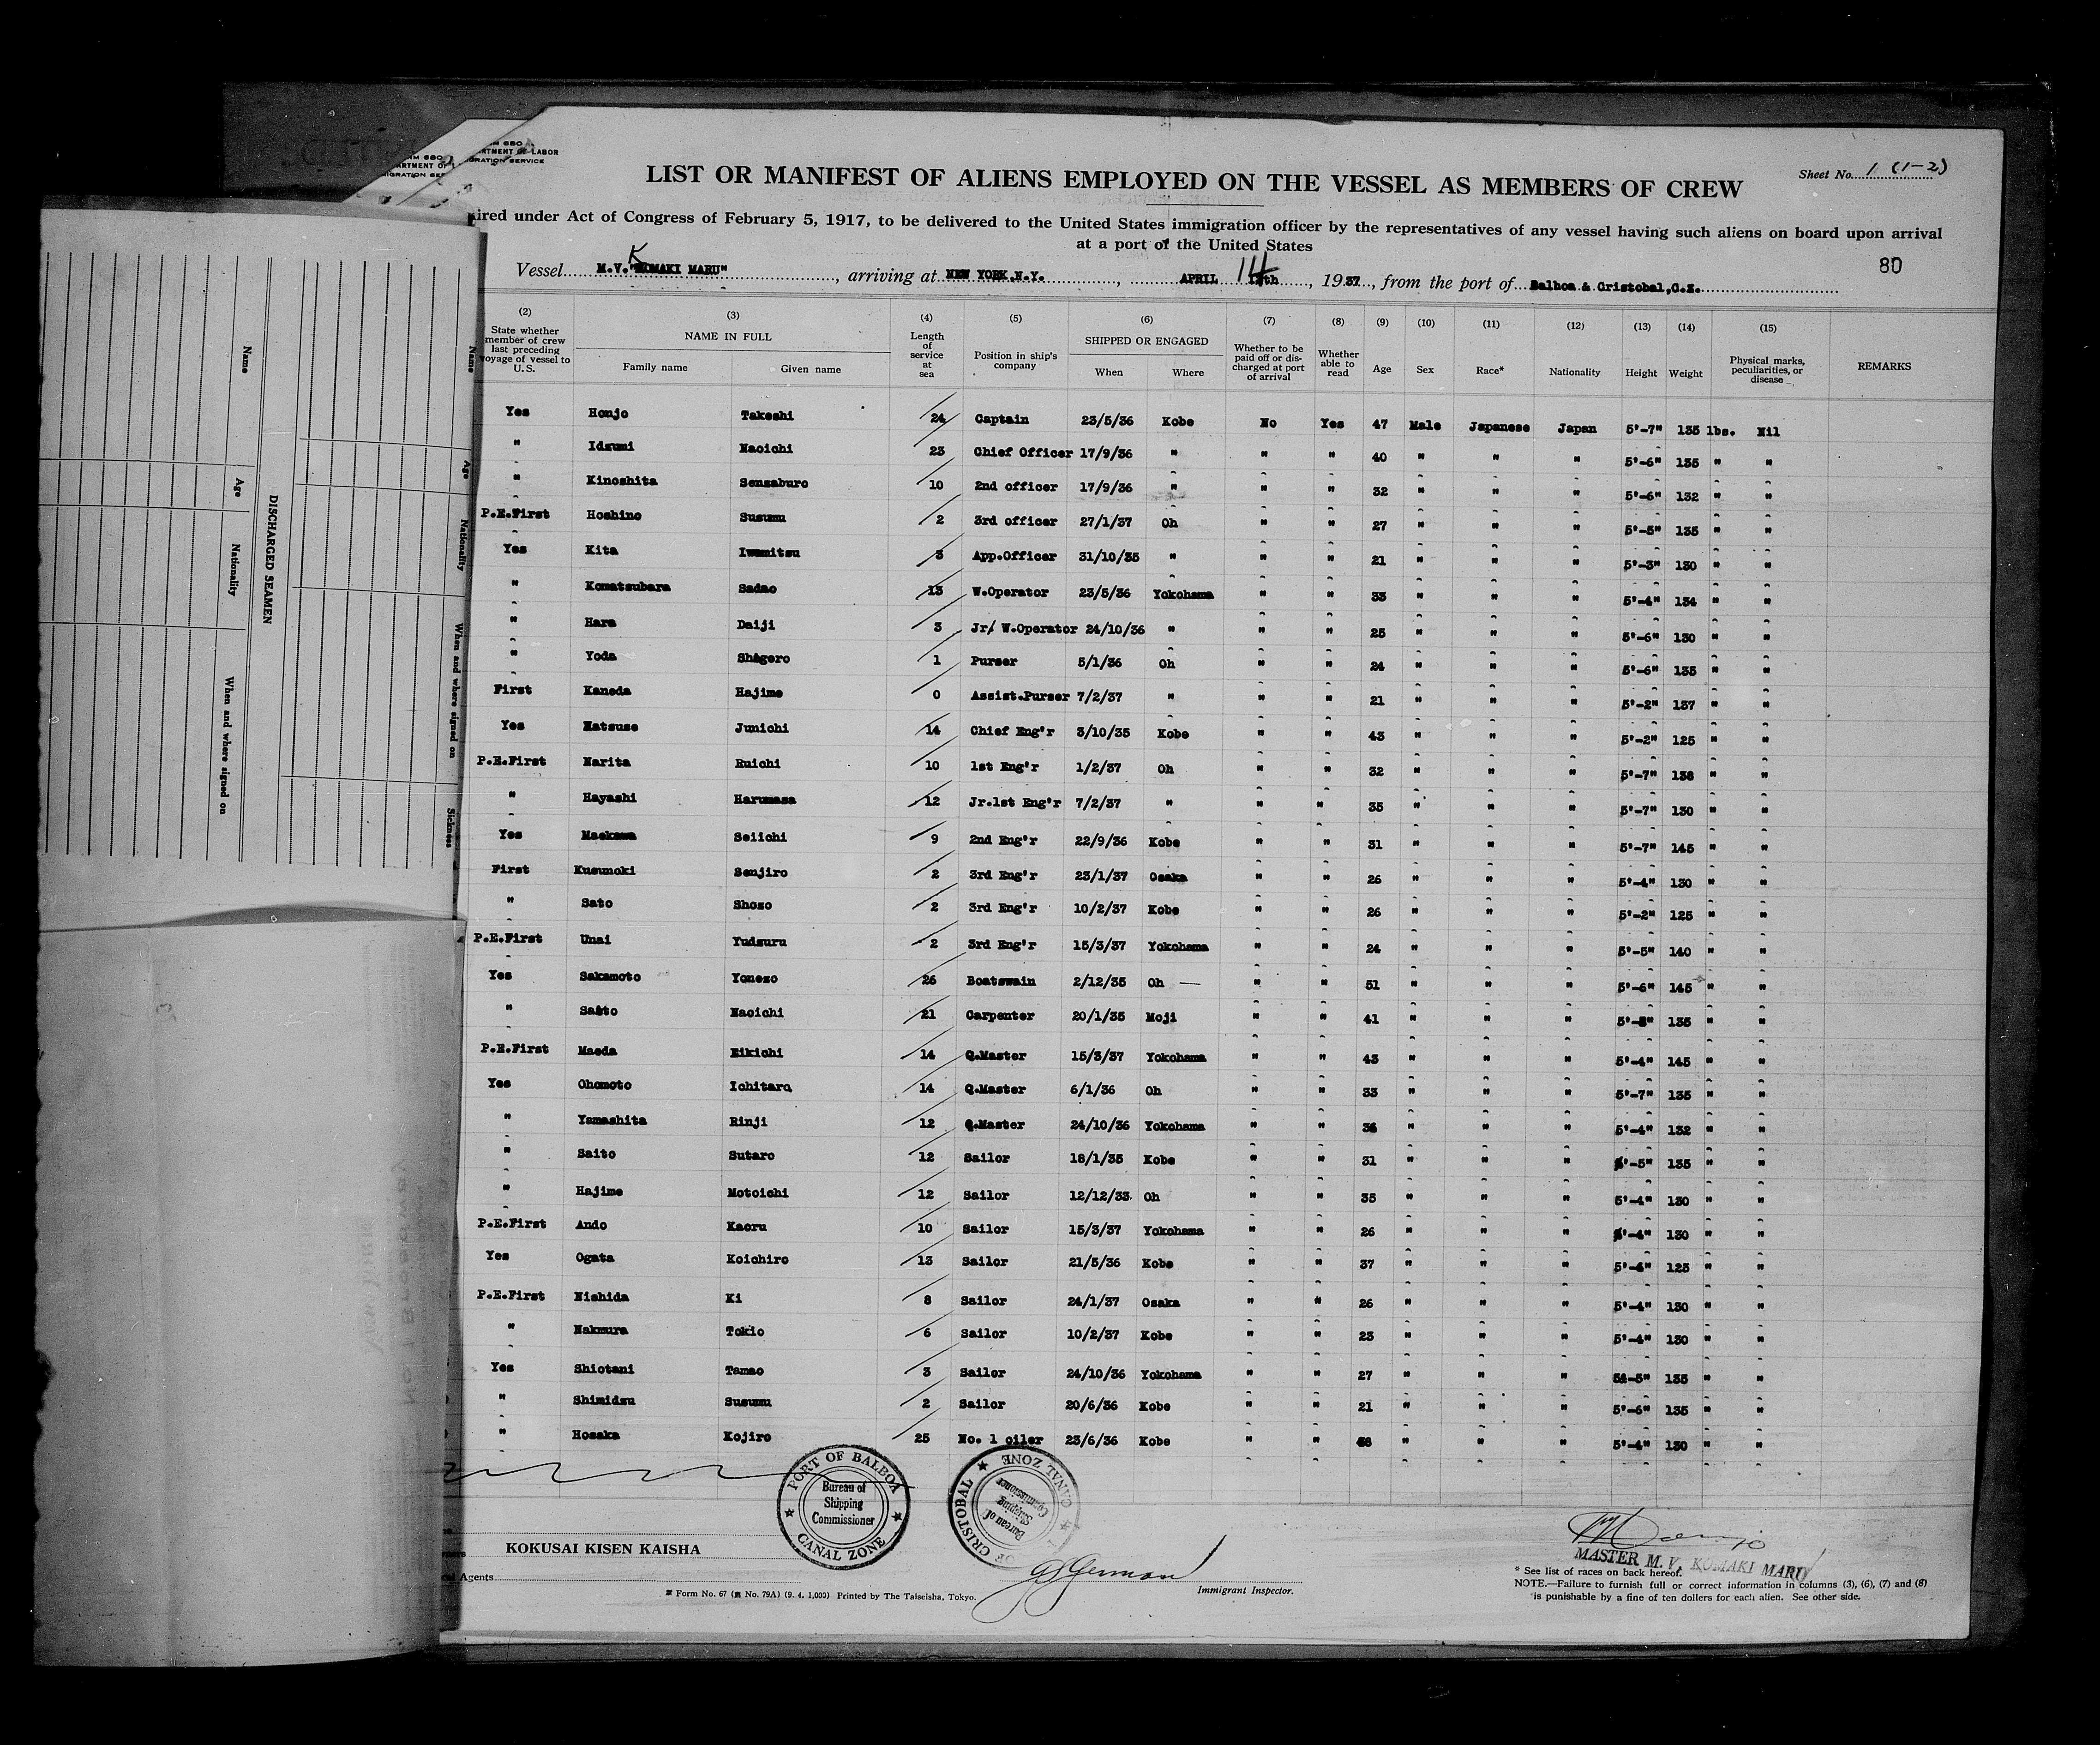 LIST OR MANIFEST OF ALIENS EMPLOYED ON THE VESSEL AS MEMBERS OF CREW
Sheet No. 1 (1-2)
ired under Act of Congress of February 5, 1917, to be delivered to the United States immigration officer by the representatives of any vessel having such aliens on board upon arrival
at a port of the United States
80
Vessel M.V."KOMAKI MARU", arriving at NEW YORK.N.Y., APRIL 14th, 1937, from the port of Balboa & Cristobal,C.Z.
(2) (3) (4) (5) (6) (7) (8) (9) (10) (11) (12) (13) (14) (15)
State whether member of crew last preceding voyage of vessel to U.S. NAME IN FULL Family name Given name Length of service at sea Position in ship's company SHIPPED OR ENGAGED When Where Whether to be paid off or discharged at port of arrival Whether able to read Age Sex Race* Nationality Height Weight Physical marks, peculiarities, or disease REMARKS
Yes Honjo Takeshi 24 Captain 23/5/36 Kobe No Yes 47 Male Japanese Japan 5'-7" 135 lbs. Nil
" Idzumi Naoichi 23 Chief Officer 17/9/36 " " " 40 " " " 5'-6" 135 " "
" Kinoshita Senzaburo 10 2nd officer 17/9/36 " " " 32 " " " 5'-6" 132 " "
P.E.First Hoshino Susumu 2 3rd officer 27/1/37 Oh " " 27 " " " 5'-5" 135 " "
Yes Kita Iwamitsu 3 App.Officer 31/10/35 " " " 21 " " " 5'-3" 130 " "
" Komatsubara Sadao 13 W.Operator 23/5/36 Yokohama " " 33 " " " 5'-4" 134 " "
" Hara Daiji 3 Jr/ W.Operator 24/10/36 " " " 25 " " " 5'-6" 130 " "
" Yoda Shigero 1 Purser 5/1/36 Oh " " 24 " " " 5'-6" 135 " "
First Kaneda Hajime 0 Assist.Purser 7/2/37 " " " 21 " " " 5'-2" 137 " "
Yes Natsuse Junichi 14 Chief Eng'r 3/10/35 Kobe " " 43 " " " 5'-2" 125 " "
P.E.First Narita Ruichi 10 1st Eng'r 1/2/37 Oh " " 32 " " " 5'-7" 138 " "
" Hayashi Harumasa 12 Jr.1st Eng'r 7/2/37 " " " 35 " " " 5'-7" 130 " "
Yes Maekawa Seiichi 9 2nd Eng'r 22/9/36 Kobe " " 31 " " " 5'-7" 145 " "
First Kusunoki Senjiro 2 3rd Eng'r 23/1/37 Osaka " " 26 " " " 5'-4" 130 " "
" Sato Shozo 2 3rd Eng'r 10/2/37 Kobe " " 26 " " " 5'-2" 125 " "
P.E.First Unai Yudzuru 2 3rd Eng'r 15/3/37 Yokohama " " 24 " " " 5'-5" 140 " "
Yes Sakamoto Yonezo 26 Boatswain 2/12/35 Oh — " " 51 " " " 5'-6" 145 " "
" Saito Naoichi 21 Carpenter 20/1/35 Moji " " 41 " " " 135 " "
P.E.First Maeda Eikichi 14 Q.Master 15/3/37 Yokohama " " 43 " " " 5'-4" 145 " "
Yes Ohomoto Ichitaro 14 Q.Master 6/1/36 Oh " " 33 " " " 5'-7" 135 " "
" Yamashita Rinji 12 Q.Master 24/10/36 Yokohama " " 36 " " " 5'-4" 132 " "
" Saito Sutaro 12 Sailor 18/1/35 Kobe " " 31 " " " 5'-5" 135 " "
" Hajime Motoichi 12 Sailor 12/12/33 Oh " " 35 " " " 5'-4" 130 " "
P.E.First Ando Kaoru 10 Sailor 15/3/37 Yokohama " " 26 " " " 5'-4" 130 " "
Yes Ogata Koichiro 13 Sailor 21/5/36 Kobe " " 37 " " " 5'-4" 125 " "
P.E.First Nishida Ki 8 Sailor 24/1/37 Osaka " " 26 " " " 5'-4" 130 " "
" Nakmura Tokio 6 Sailor 10/2/37 Kobe " " 23 " " " 5'-4" 130 " "
Yes Shiotani Tamao 3 Sailor 24/10/36 Yokohama " " 27 " " " 5'-5" 135 " "
" Shimidzu Susumu 2 Sailor 20/6/36 Kobe " " 21 " " " 5'-6" 135 " "
" Hosaka Kojiro 25 No. 1 oiler 23/6/36 Kobe " " " " " 5'-4" 130 " "
PORT OF BALBOA
Bureau of Shipping Commissioner
CANAL ZONE
OF CRISTOBAL
Bureau of Shipping Commissioner
CANAL ZONE
KOKUSAI KISEN KAISHA
Agents
Immigrant Inspector.
Form No. 67 ( No. 79A) (9. 4. 1,000) Printed by The Taiseisha, Tokyo.
MASTER M. V. KOMAKI MARU
* See list of races on back hereof.
NOTE.—Failure to furnish full or correct information in columns (3), (6), (7) and (8)
is punishable by a fine of ten dollars for each alien. See other side.
DISCHARGED SEAMEN
Name Age Nationality When and where signed on
Name Age Nationality When and where signed on Sickness